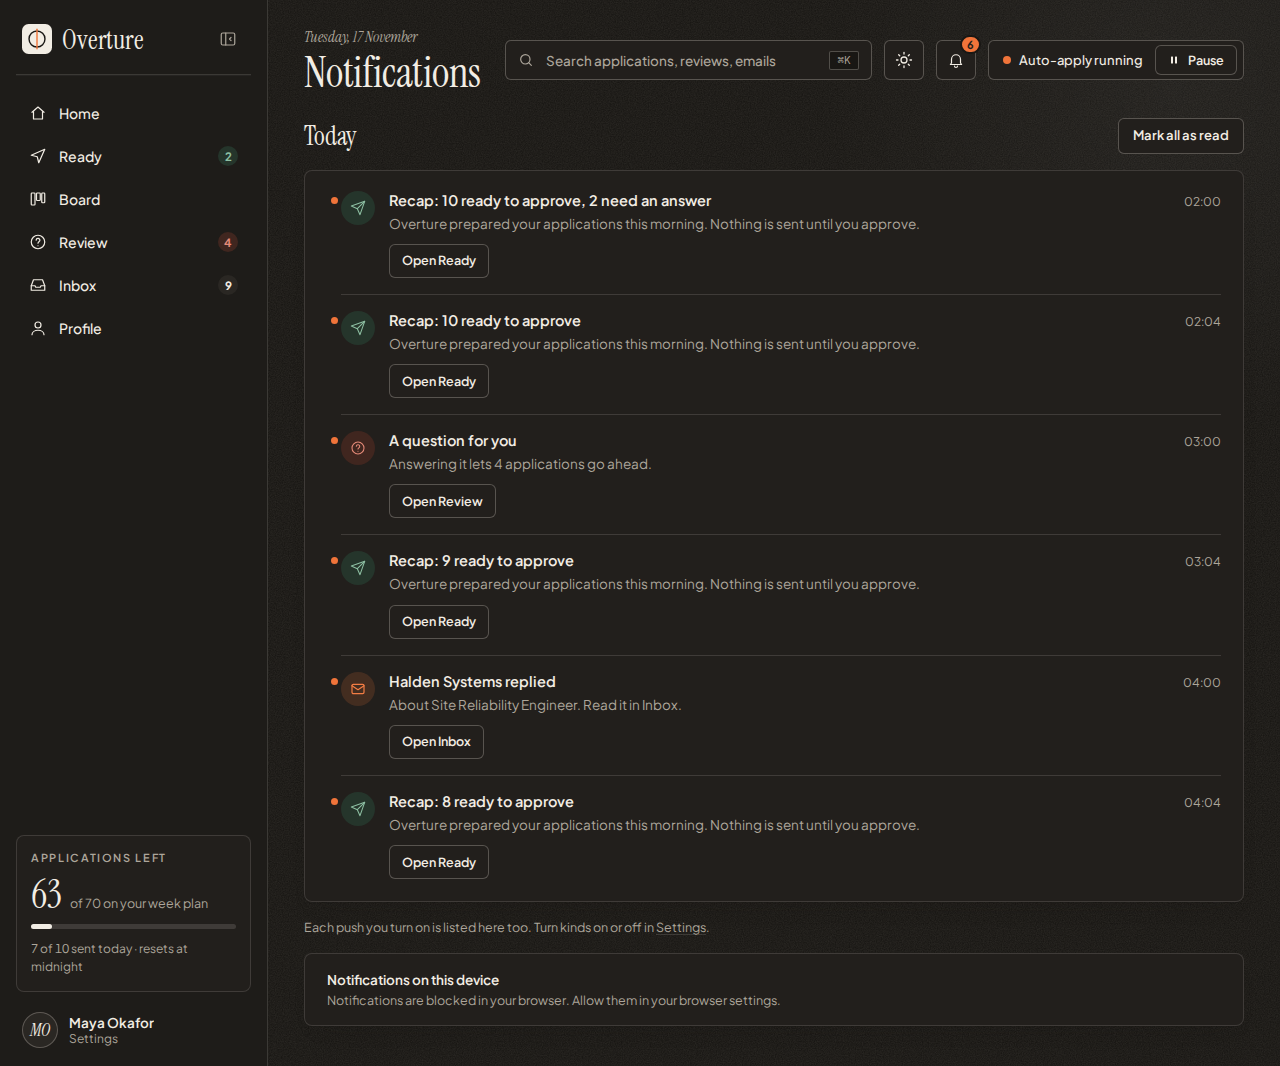 Overture
Home
Ready 2
Board
Review 4
Inbox 9
Profile
APPLICATIONS LEFT
63 of 70 on your week plan
7 of 10 sent today · resets at
midnight
MO
Maya Okafor
Settings
Tuesday, 17 November
Notifications
Search applications, reviews, emails ⌘K
6
Auto-apply running
Pause
Today
Mark all as read
Recap: 10 ready to approve, 2 need an answer 02:00
Overture prepared your applications this morning. Nothing is sent until you approve.
Open Ready
Recap: 10 ready to approve 02:04
Overture prepared your applications this morning. Nothing is sent until you approve.
Open Ready
A question for you 03:00
Answering it lets 4 applications go ahead.
Open Review
Recap: 9 ready to approve 03:04
Overture prepared your applications this morning. Nothing is sent until you approve.
Open Ready
Halden Systems replied 04:00
About Site Reliability Engineer. Read it in Inbox.
Open Inbox
Recap: 8 ready to approve 04:04
Overture prepared your applications this morning. Nothing is sent until you approve.
Open Ready
Each push you turn on is listed here too. Turn kinds on or off in Settings.
Notifications on this device
Notifications are blocked in your browser. Allow them in your browser settings.